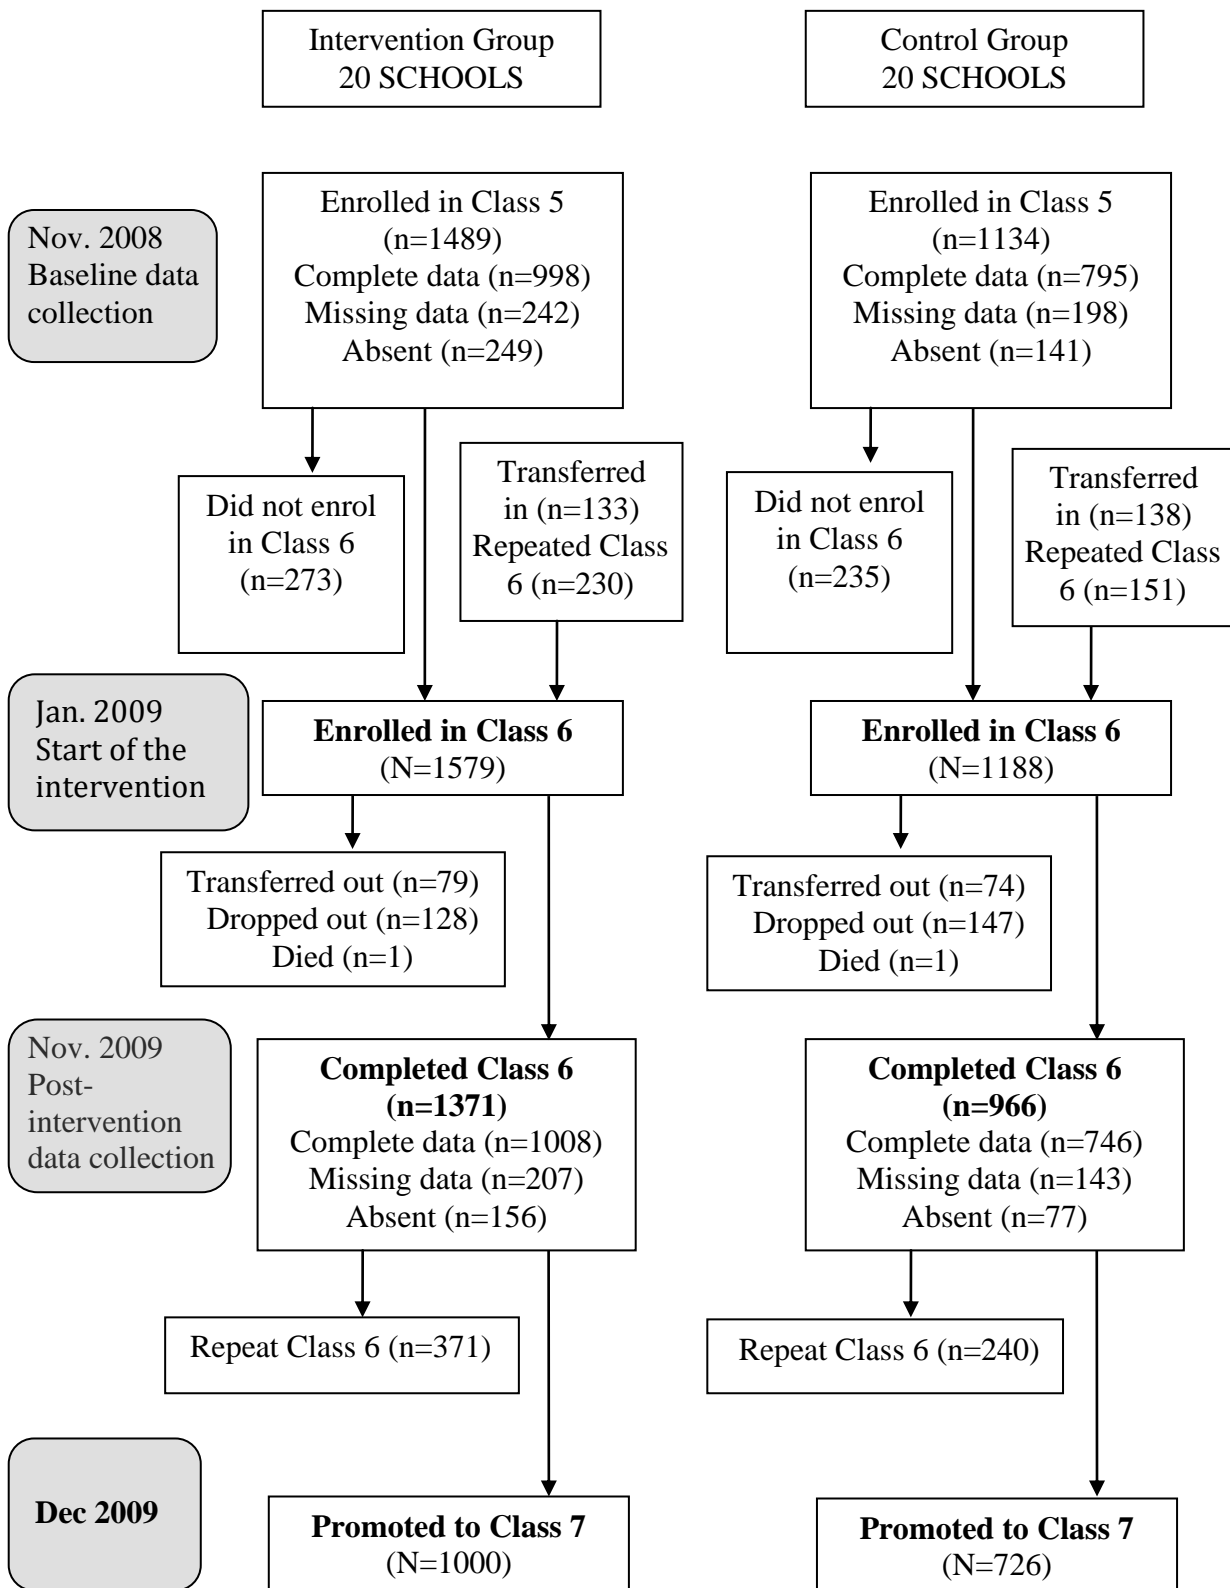 Intervention Group
20 SCHOOLS
Control Group
20 SCHOOLS
Nov. 2008
Baseline data
collection
Enrolled in Class 5
(n=1489)
Complete data (n=998)
Missing data (n=242)
Absent (n=249)
Enrolled in Class 5
(n=1134)
Complete data (n=795)
Missing data (n=198)
Absent (n=141)
Did not enrol
in Class 6
(n=273)
Transferred
in (n=133)
Repeated Class
6 (n=230)
Did not enrol
in Class 6
(n=235)
Transferred
in (n=138)
Repeated Class
6 (n=151)
Jan. 2009
Start of the
intervention
Enrolled in Class 6
(N=1579)
Enrolled in Class 6
(N=1188)
Transferred out (n=79)
Dropped out (n=128)
Died (n=1)
Transferred out (n=74)
Dropped out (n=147)
Died (n=1)
Nov. 2009
Post-
intervention
data collection
Completed Class 6
(n=1371)
Complete data (n=1008)
Missing data (n=207)
Absent (n=156)
Completed Class 6
(n=966)
Complete data (n=746)
Missing data (n=143)
Absent (n=77)
Repeat Class 6 (n=371)
Repeat Class 6 (n=240)
Dec 2009
Promoted to Class 7
(N=1000)
Promoted to Class 7
(N=726)